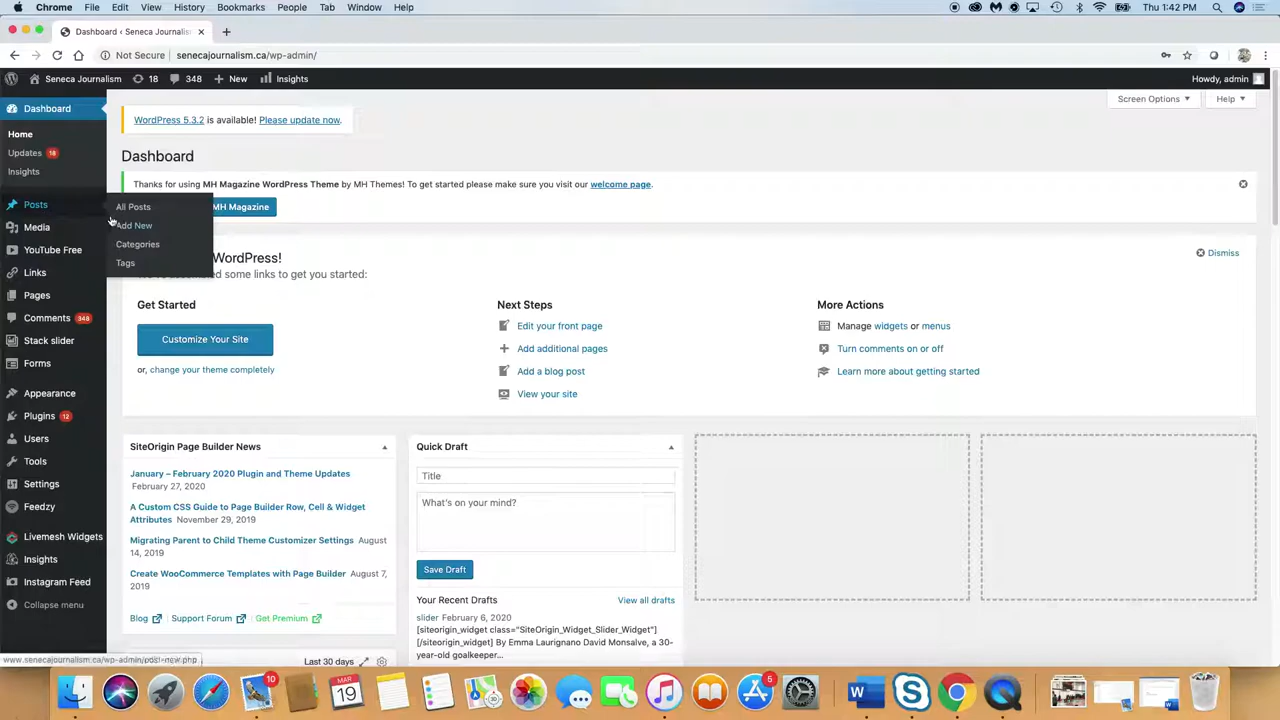 Chrome File Edit View History Bookmarks People Tab Window Help Thu 1:42 PM
Dashboard < Seneca Journalis
Not Secure senecajournalism.ca/wp-admin/
Seneca Journalism 18 348 + New Insights Howdy, admin
Screen Options Help
Dashboard
Home
Updates 18
Insights
Posts
Media
YouTube Free
Links
Pages
Comments 348
Stack slider
Forms
Appearance
Plugins 12
Users
Tools
Settings
Feedzy
Livemesh Widgets
Insights
Instagram Feed
Collapse menu
All Posts
Add New
Categories
Tags
WordPress 5.3.2 is available! Please update now.
Dashboard
Thanks for using MH Magazine WordPress Theme by MH Themes! To get started please make sure you visit our welcome page.
MH Magazine
WordPress!
some links to get you started:
Dismiss
Get Started
Customize Your Site
or, change your theme completely
Next Steps
Edit your front page
Add additional pages
Add a blog post
View your site
More Actions
Manage widgets or menus
Turn comments on or off
Learn more about getting started
SiteOrigin Page Builder News
January – February 2020 Plugin and Theme Updates
February 27, 2020
A Custom CSS Guide to Page Builder Row, Cell & Widget
Attributes November 29, 2019
Migrating Parent to Child Theme Customizer Settings August
14, 2019
Create WooCommerce Templates with Page Builder August 7,
2019
Blog Support Forum Get Premium
Last 30 days
Quick Draft
Title
What's on your mind?
Save Draft
Your Recent Drafts View all drafts
slider February 6, 2020
[siteorigin_widget class="SiteOrigin_Widget_Slider_Widget"]
[/siteorigin_widget] By Emma Laurignano David Monsalve, a 30-
year-old goalkeeper...
www.senecajournalism.ca/wp-admin/post-new.php
10
MAR
19
5